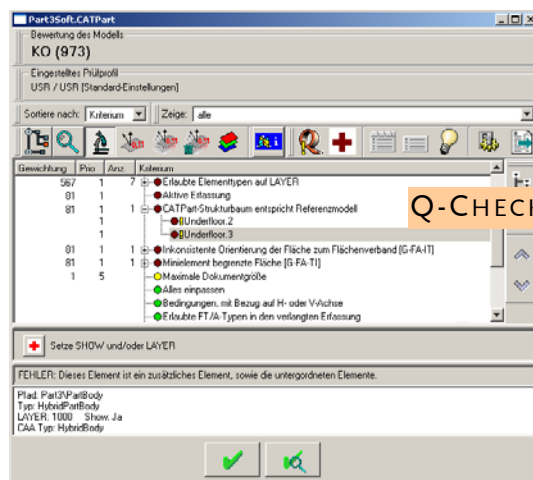 Part3Soft.CATPart
Bewertung des Modells
KO (973)
Eingestelltes Prüfprofil
USR / USR [Standard-Einstellungen]
Sortiere nach: Kriterium Zeige: alle
Gewichtung Prio Anz. Kriterium
567 1 7 Erlaubte Elementtypen auf LAYER
81 1 Aktive Erfassung
81 1 1 CATPart-Strukturbaum entspricht Referenzmodell
1 Underfloor.2
1 Underfloor.3
Q-CHECK
81 1 1 Inkonsistente Orientierung der Fläche zum Flächenverband [G-FA-IT]
81 1 1 Minielement begrenzte Fläche [G-FA-TI]
1 5 Maximale Dokumentgröße
Alles einpassen
Bedingungen, mit Bezug auf H- oder V-Achse
Erlaubte FT/A-Typen in den verlangten Erfassung
Setze SHOW und/oder LAYER
FEHLER: Dieses Element ist ein zusätzliches Element, sowie die untergordneten Elemente.
Pfad: Part3\PartBody
Typ: HybridPartBody
LAYER: 1000 Show: Ja
CAA Typ: HybridBody